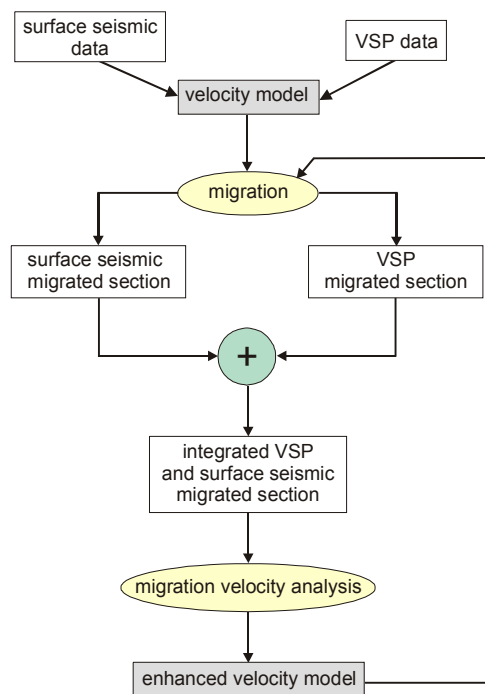 surface seismic
data
VSP data
velocity model
migration
surface seismic
migrated section
VSP
migrated section
+
integrated VSP
and surface seismic
migrated section
migration velocity analysis
enhanced velocity model